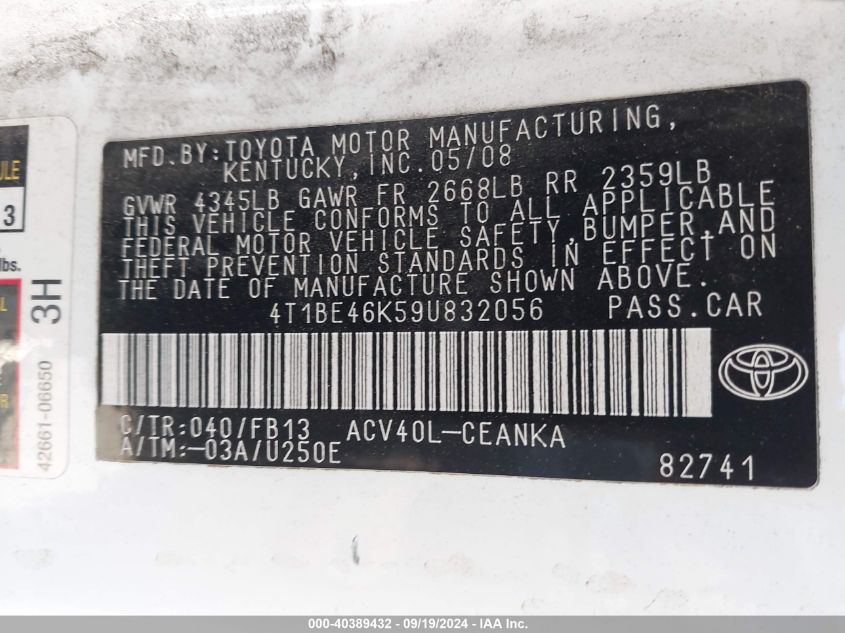 MFD.BY:TOYOTA MOTOR MANUFACTURING,
KENTUCKY,INC.05/08
GVWR 4345LB GAWR FR 2668LB RR 2359LB
THIS VEHICLE CONFORMS TO ALL APPLICABLE
FEDERAL MOTOR VEHICLE SAFETY,BUMPER,AND
THEFT PREVENTION STANDARDS IN EFFECT ON
THE DATE OF MANUFACTURE SHOWN ABOVE.
4T1BE46K59U832056 PASS.CAR
C/TR:040/FB13 ACV40L-CEANKA
A/TM:-03A/U250E
82741
3
lbs.
3H
42661-06650
000-40389432 - 09/19/2024 - IAA Inc.